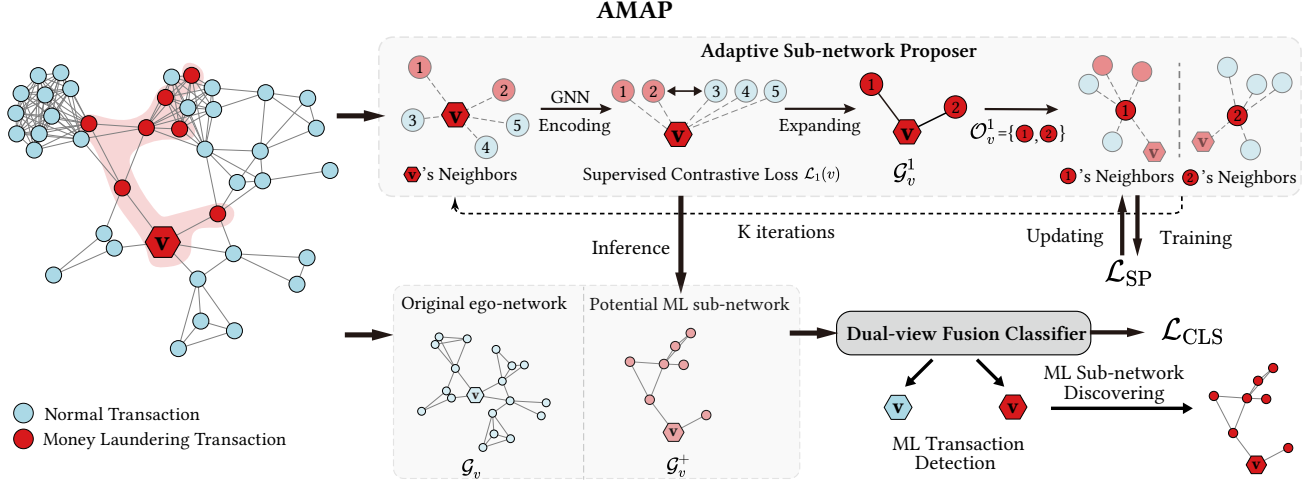 AMAP
Adaptive Sub-network Proposer
1
2
3
4
5
v
v's Neighbors
GNN
Encoding
1 2 3 4 5
v
Supervised Contrastive Loss ℒ₁(v)
Expanding
1
2
v
𝒢ᵥ¹
𝒪ᵥ¹={1, 2}
1
v
1's Neighbors
2
v
2's Neighbors
v
K iterations
Inference
Updating
Training
ℒSP
Original ego-network
v
𝒢ᵥ
Potential ML sub-network
v
𝒢ᵥ⁺
Dual-view Fusion Classifier
ℒCLS
v
v
ML Transaction
Detection
ML Sub-network
Discovering
v
Normal Transaction
Money Laundering Transaction